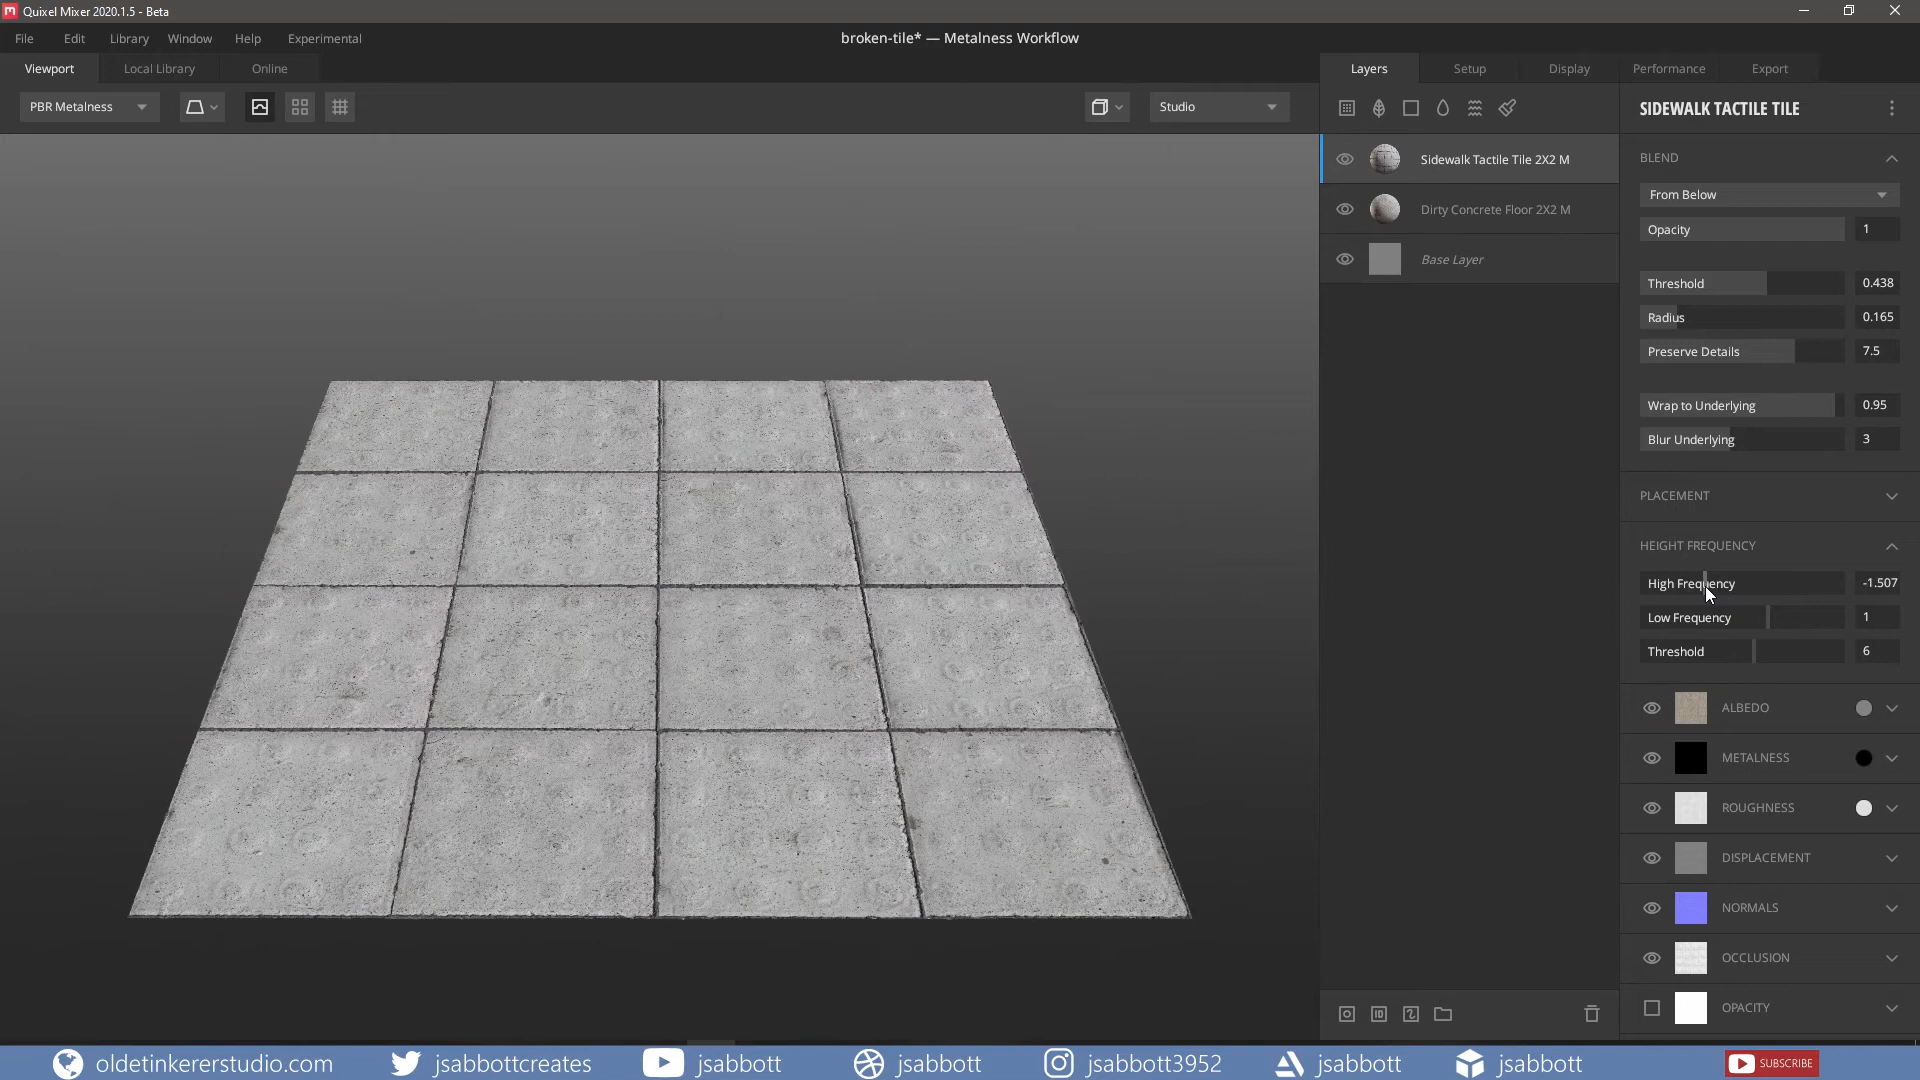 Quixel Mixer 2020.1.5 - Beta
File Edit Library Window Help Experimental
broken-tile* — Metalness Workflow
Viewport Local Library Online
Layers Setup Display Performance Export
PBR Metalness
Studio
SIDEWALK TACTILE TILE
Sidewalk Tactile Tile 2X2 M
Dirty Concrete Floor 2X2 M
Base Layer
BLEND
From Below
Opacity 1
Threshold 0.438
Radius 0.165
Preserve Details 7.5
Wrap to Underlying 0.95
Blur Underlying 3
PLACEMENT
HEIGHT FREQUENCY
High Frequency -1.507
Low Frequency 1
Threshold 6
ALBEDO
METALNESS
ROUGHNESS
DISPLACEMENT
NORMALS
OCCLUSION
OPACITY
oldetinkererstudio.com jsabbottcreates jsabbott jsabbott jsabbott3952 jsabbott jsabbott SUBSCRIBE